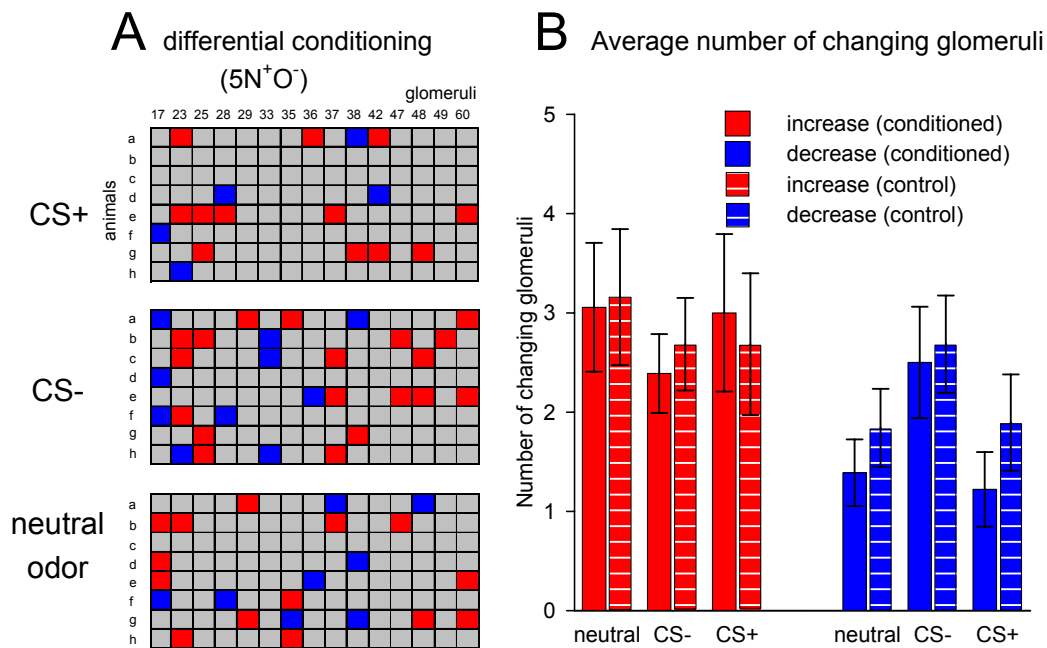 A differential conditioning
(5N⁺O⁻)
glomeruli
17 23 25 28 29 33 35 36 37 38 42 47 48 49 60
animals
CS+
a
b
c
d
e
f
g
h
CS-
a
b
c
d
e
f
g
h
neutral
odor
a
b
c
d
e
f
g
h
B Average number of changing glomeruli
Number of changing glomeruli
5
4
3
2
1
0
increase (conditioned)
decrease (conditioned)
increase (control)
decrease (control)
neutral CS- CS+ neutral CS- CS+